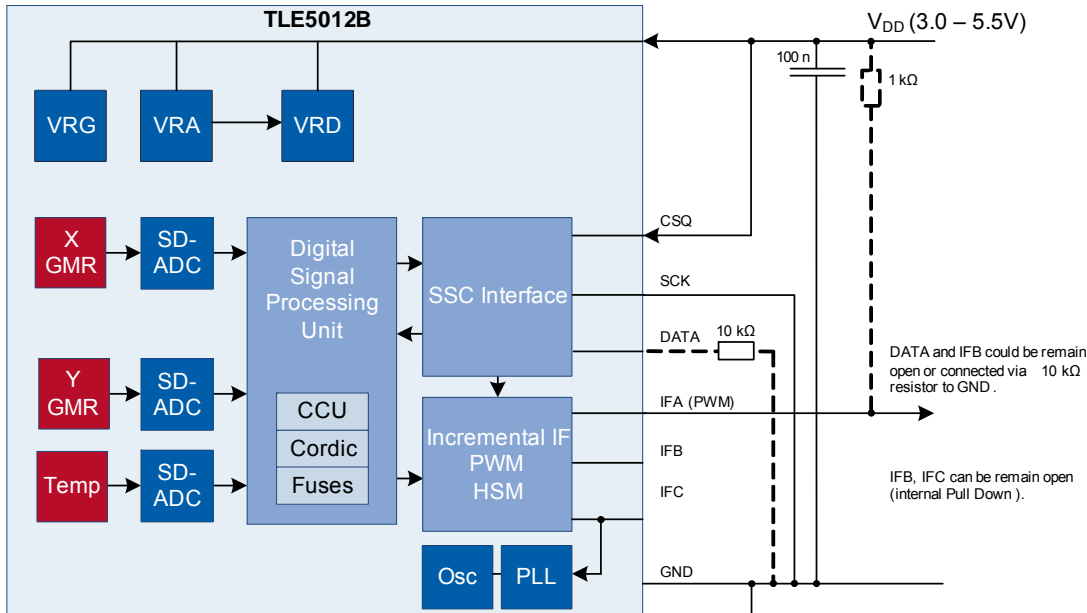 TLE5012B
VDD (3.0 – 5.5V)
100 n
1 kΩ
VRG
VRA
VRD
X
GMR
SD-
ADC
Digital
Signal
Processing
Unit
SSC Interface
CSQ
SCK
DATA
10 kΩ
DATA and IFB could be remain
open or connected via 10 kΩ
resistor to GND .
Y
GMR
SD-
ADC
CCU
Cordic
Fuses
Incremental IF
PWM
HSM
IFA (PWM)
IFB
IFC
IFB, IFC can be remain open
(internal Pull Down ).
Temp
SD-
ADC
Osc
PLL
GND